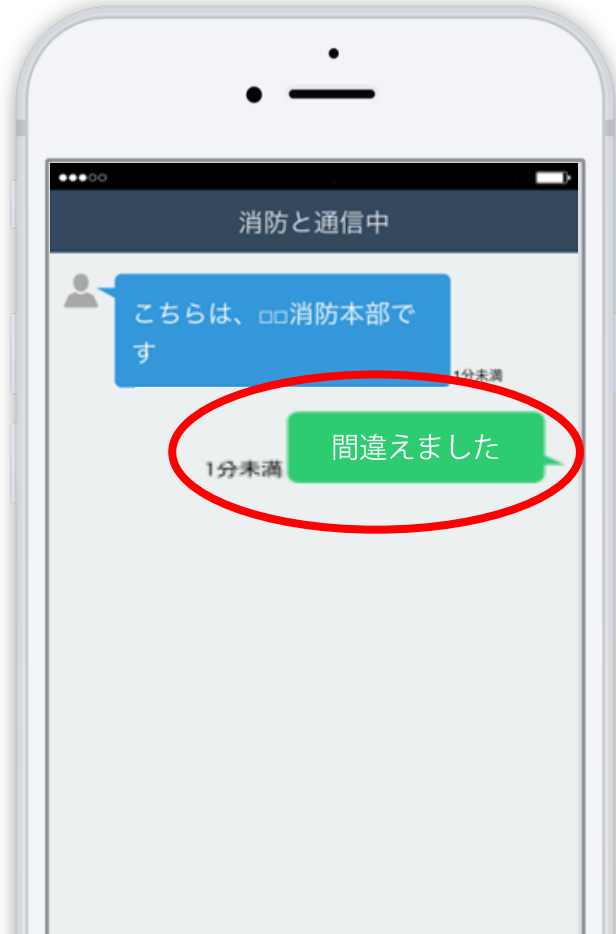 消防と通信中
こちらは、□□消防本部で
す
1分未満
間違えました
1分未満